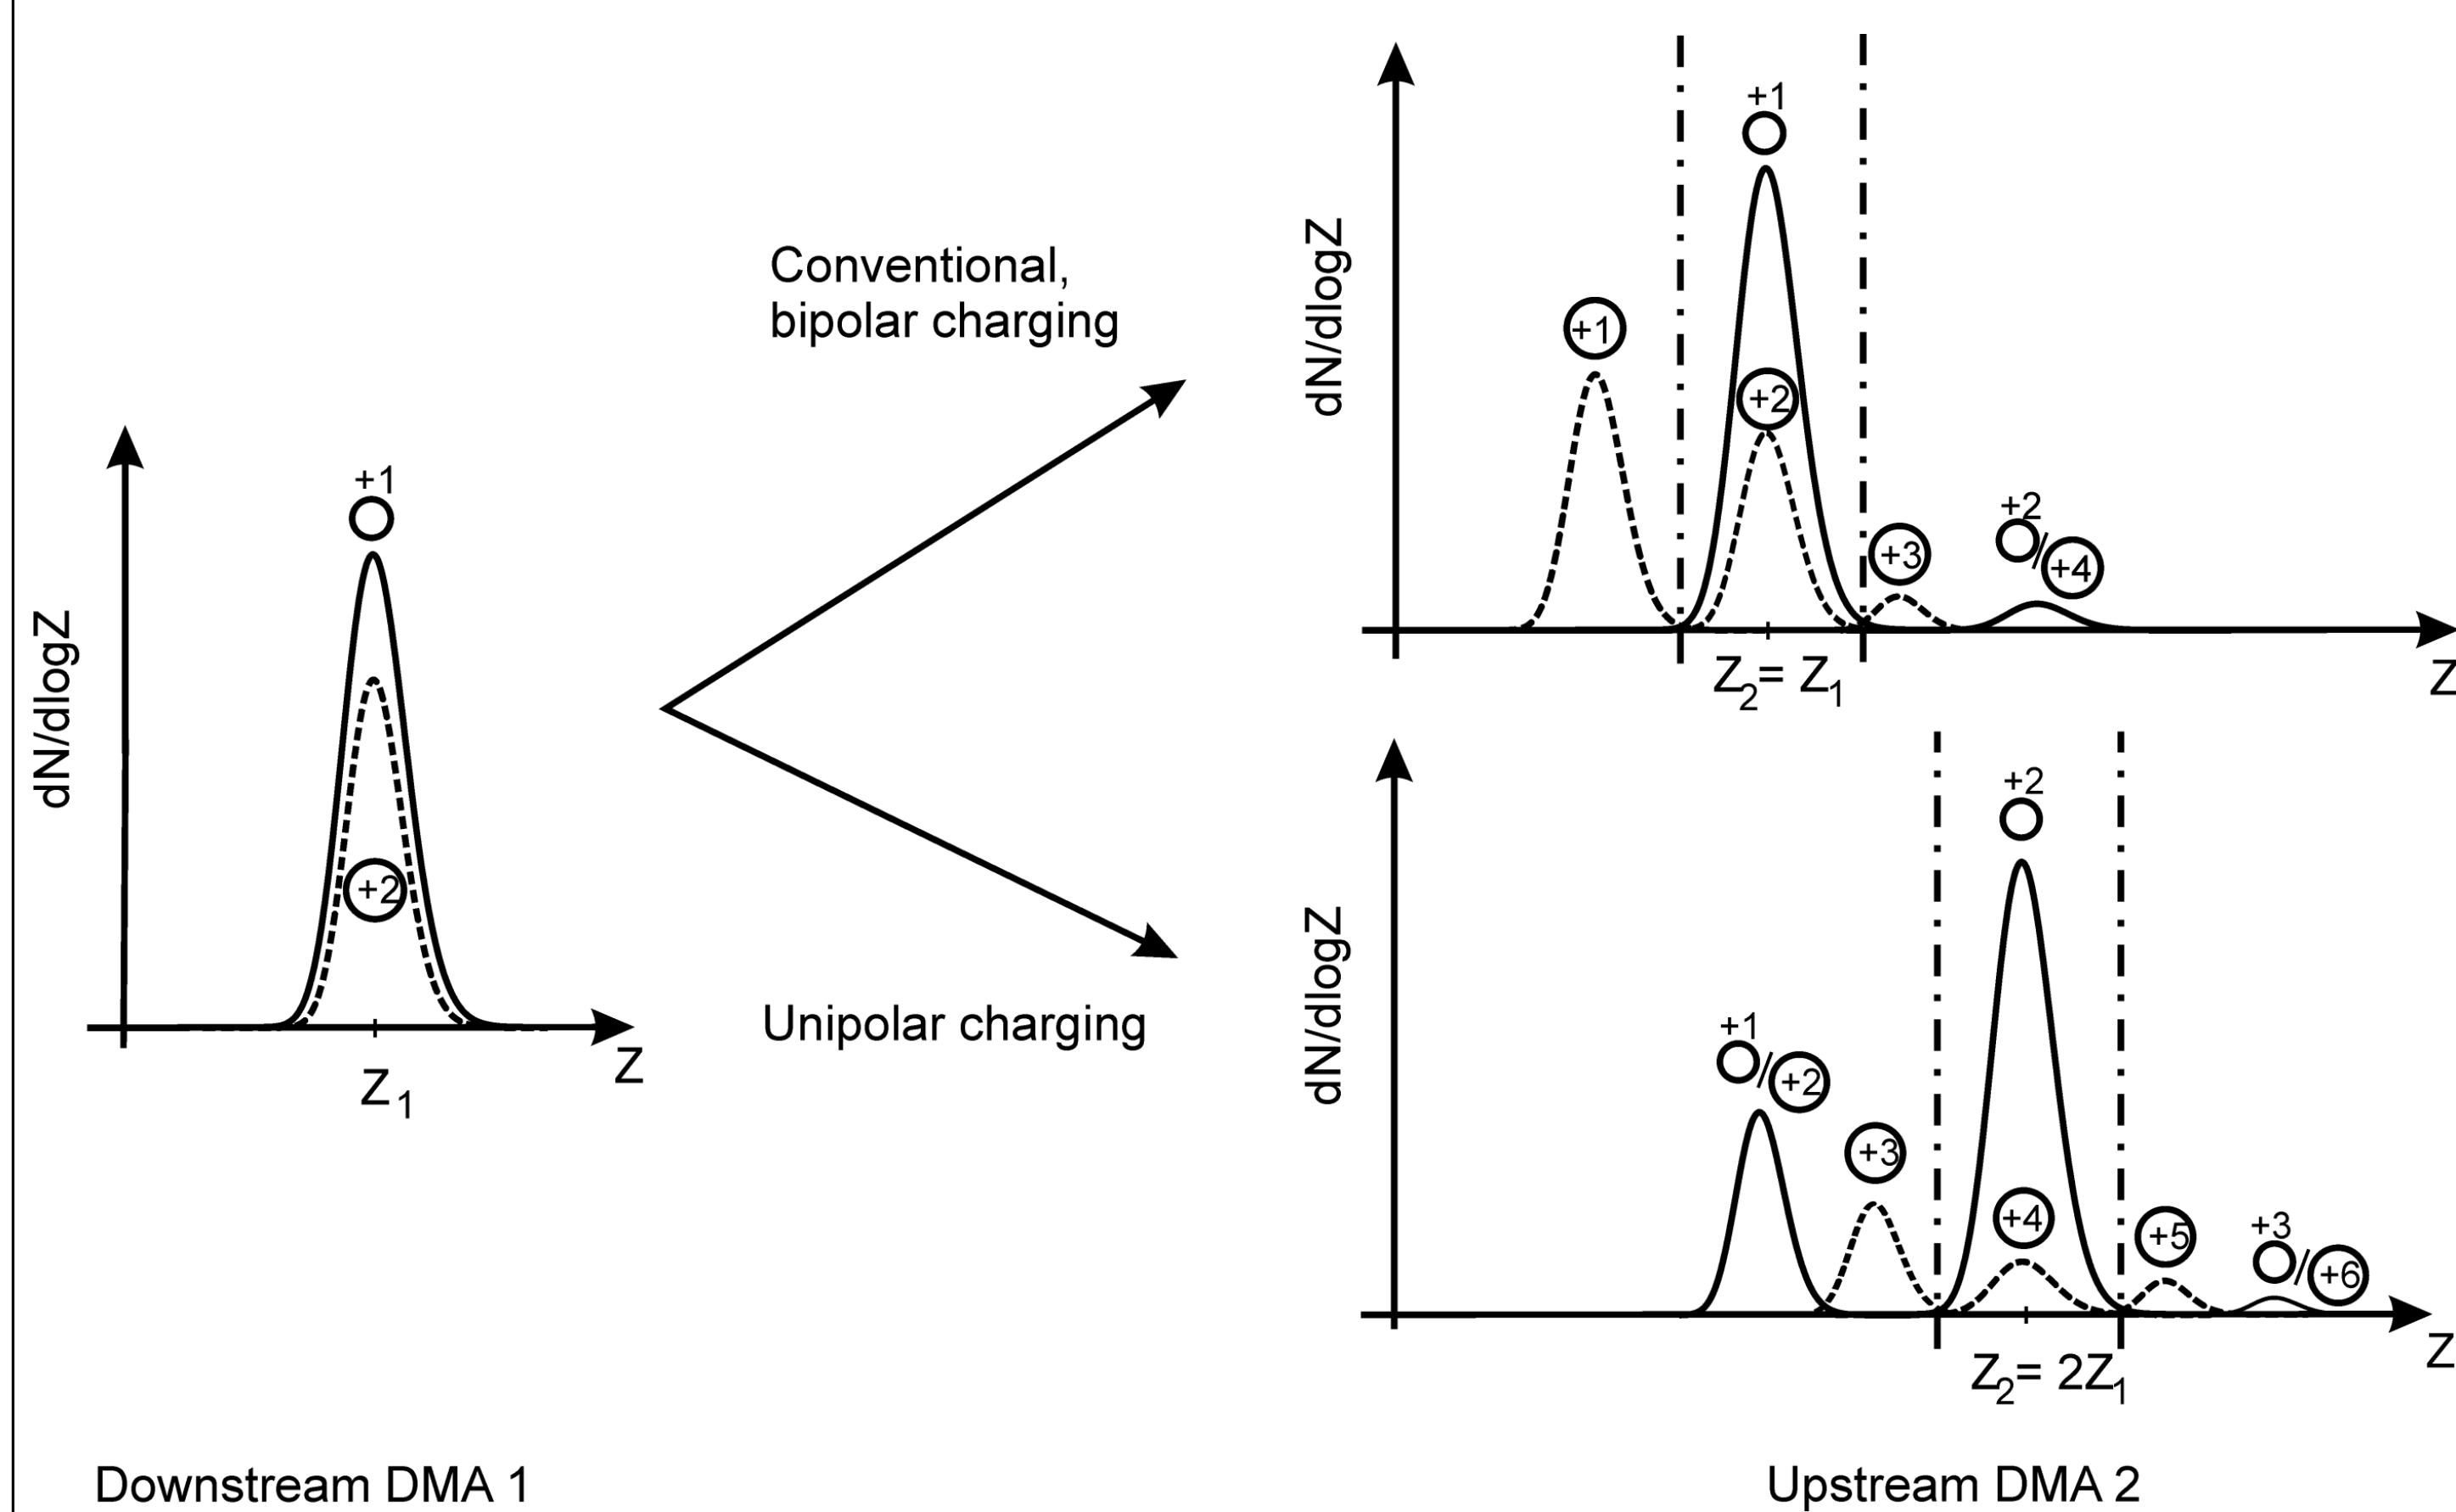 dN/dlogZ
+1
+2
Z1
Z
Downstream DMA 1
Conventional,
bipolar charging
Unipolar charging
dN/dlogZ
+1
+1
+2
+3
+2
/
+4
Z2= Z1
Z
dN/dlogZ
+1
/
+2
+3
+2
+4
+5
+3
/
+6
Z2= 2Z1
Z
Upstream DMA 2